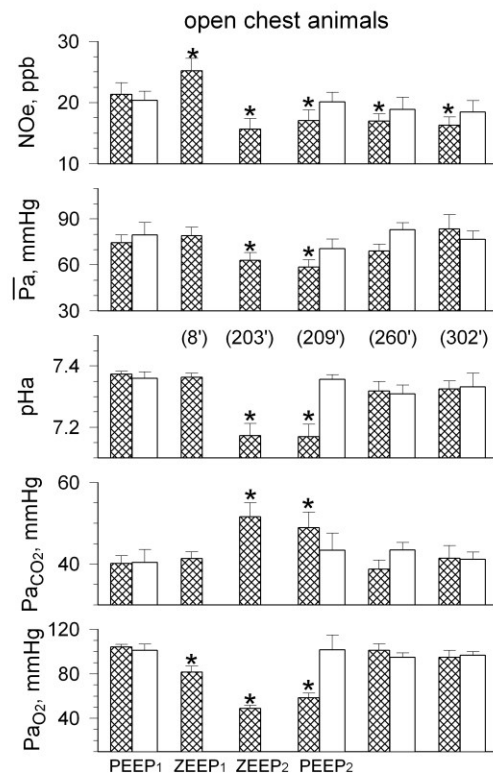 open chest animals
NOe, ppb
30
20
10
* * * * *
Pa, mmHg
90
60
30
* *
(8') (203') (209') (260') (302')
pHa
7.4
7.2
* *
PaCO2, mmHg
60
40
* *
PaO2, mmHg
120
80
40
* * *
PEEP1 ZEEP1 ZEEP2 PEEP2